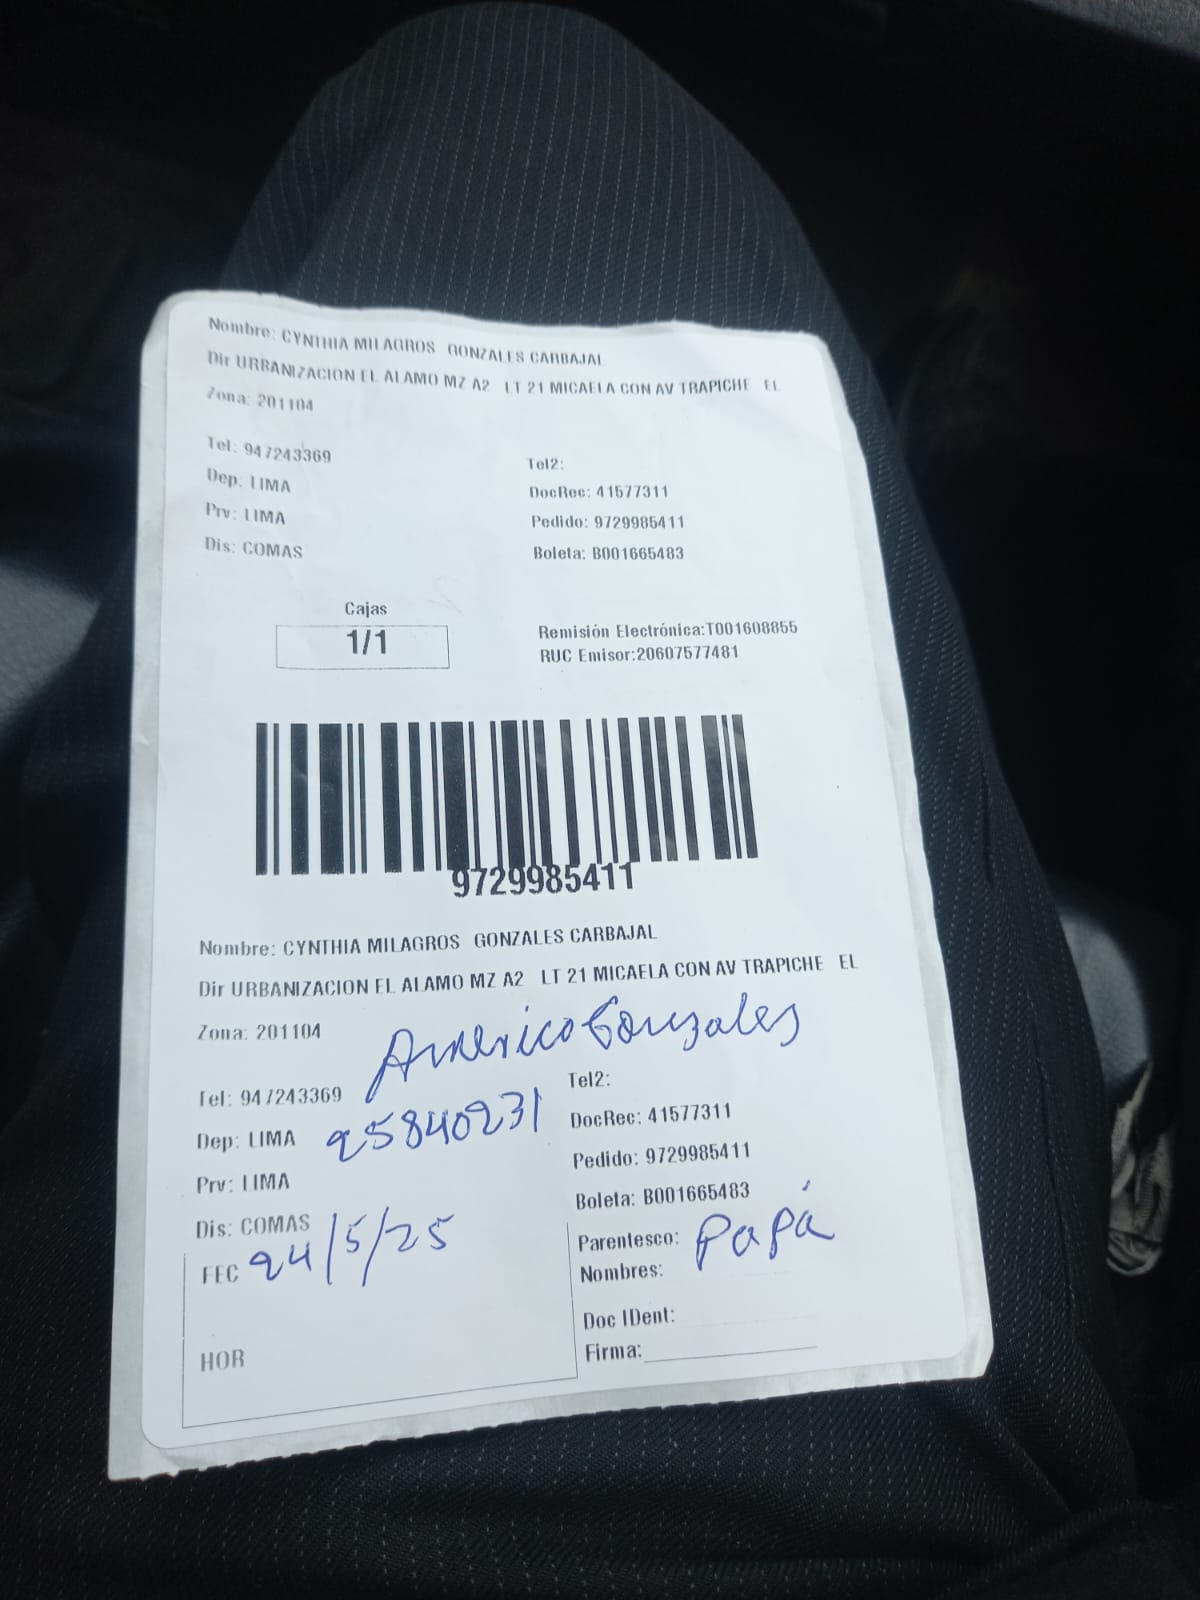 Nombre: CYNTHIA MILAGROS GONZALES CARBAJAL
Dir URBANIZACION EL ALAMO MZ A2 LT 21 MICAELA CON AV TRAPICHE EL
Zona: 201104
Tel: 947243369
Tel2:
Dep: LIMA
DocRec: 41577311
Prv: LIMA
Pedido: 9729985411
Dis: COMAS
Boleta: B001665483
Cajas
1/1
Remisión Electrónica:T001608855
RUC Emisor:20607577481
9729985411
Nombre: CYNTHIA MILAGROS GONZALES CARBAJAL
Dir URBANIZACION EL ALAMO MZ A2 LT 21 MICAELA CON AV TRAPICHE EL
Zona: 201104
Americo Gonzales
Tel: 947243369
Tel2:
25840231
Dep: LIMA
DocRec: 41577311
Prv: LIMA
Pedido: 9729985411
Dis: COMAS
Boleta: B001665483
FEC 24/5/25
Parentesco: Papá
Nombres:
Doc IDent:
HOR
Firma: